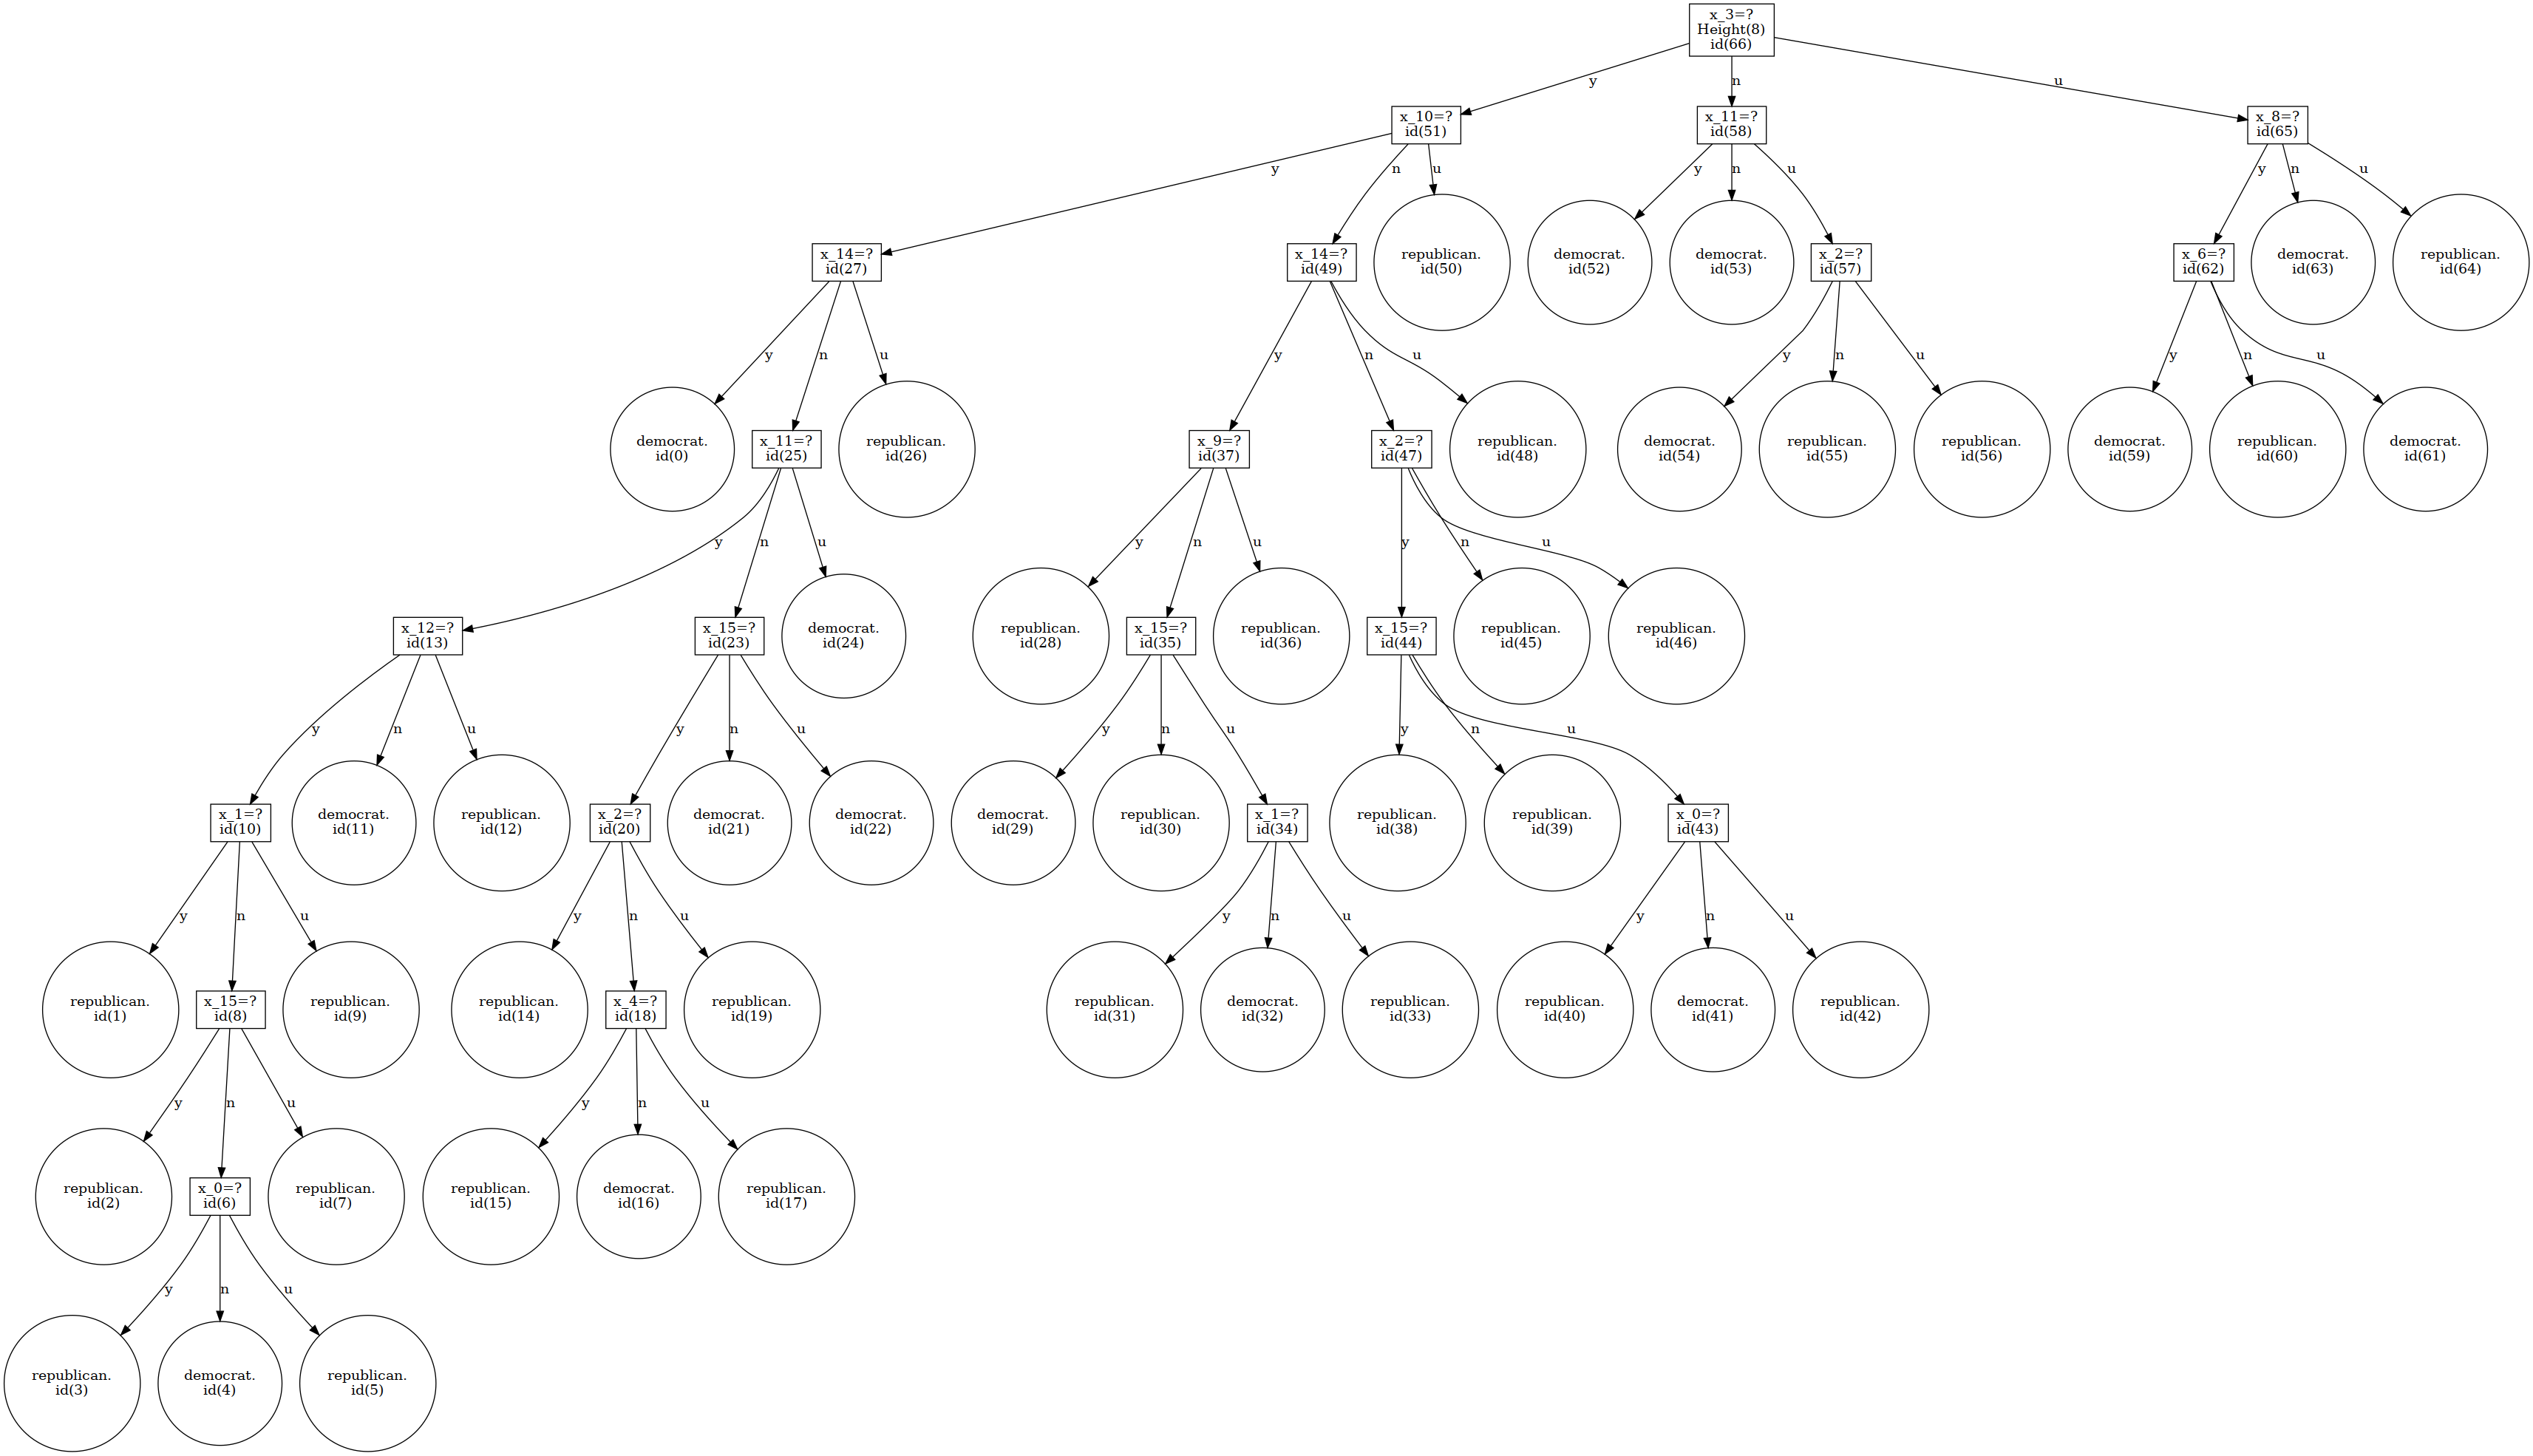 x_3=?
Height(8)
id(66)
y
n
u
x_10=?
id(51)
x_11=?
id(58)
x_8=?
id(65)
y
n
u
y
n
u
y
n
u
x_14=?
id(27)
x_14=?
id(49)
republican.
id(50)
democrat.
id(52)
democrat.
id(53)
x_2=?
id(57)
x_6=?
id(62)
democrat.
id(63)
republican.
id(64)
y
n
u
y
n
u
y
n
u
y
n
u
democrat.
id(0)
x_11=?
id(25)
republican.
id(26)
x_9=?
id(37)
x_2=?
id(47)
republican.
id(48)
democrat.
id(54)
republican.
id(55)
republican.
id(56)
democrat.
id(59)
republican.
id(60)
democrat.
id(61)
y
n
u
y
n
u
y
n
u
x_12=?
id(13)
x_15=?
id(23)
democrat.
id(24)
republican.
id(28)
x_15=?
id(35)
republican.
id(36)
x_15=?
id(44)
republican.
id(45)
republican.
id(46)
y
n
u
y
n
u
y
n
u
y
n
u
x_1=?
id(10)
democrat.
id(11)
republican.
id(12)
x_2=?
id(20)
democrat.
id(21)
democrat.
id(22)
democrat.
id(29)
republican.
id(30)
x_1=?
id(34)
republican.
id(38)
republican.
id(39)
x_0=?
id(43)
y
n
u
y
n
u
y
n
u
y
n
u
republican.
id(1)
x_15=?
id(8)
republican.
id(9)
republican.
id(14)
x_4=?
id(18)
republican.
id(19)
republican.
id(31)
democrat.
id(32)
republican.
id(33)
republican.
id(40)
democrat.
id(41)
republican.
id(42)
y
n
u
y
n
u
republican.
id(2)
x_0=?
id(6)
republican.
id(7)
republican.
id(15)
democrat.
id(16)
republican.
id(17)
y
n
u
republican.
id(3)
democrat.
id(4)
republican.
id(5)